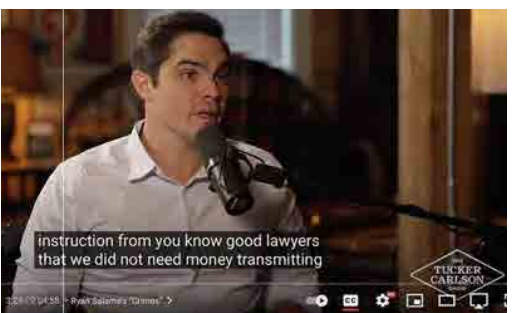 instruction from you know good lawyers
that we did not need money transmitting
THE
TUCKER
CARLSON
SHOW
Ryan Salame's "Crimes" >
CC